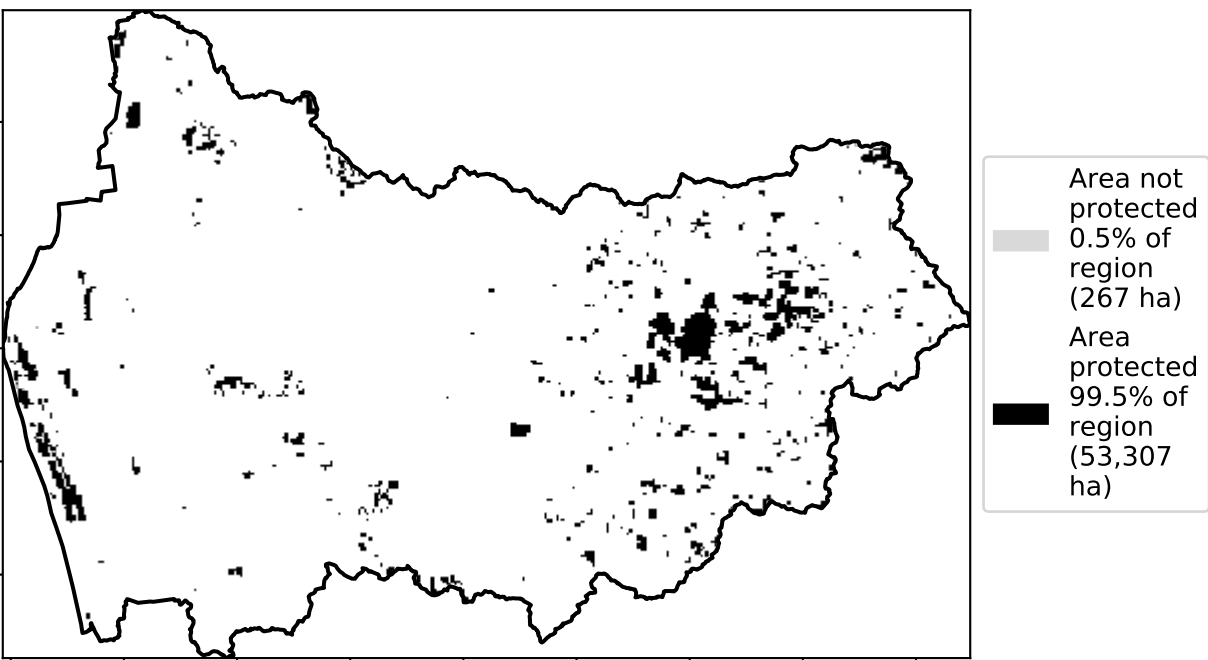 Area not
protected
0.5% of
region
(267 ha)
Area
protected
99.5% of
region
(53,307
ha)